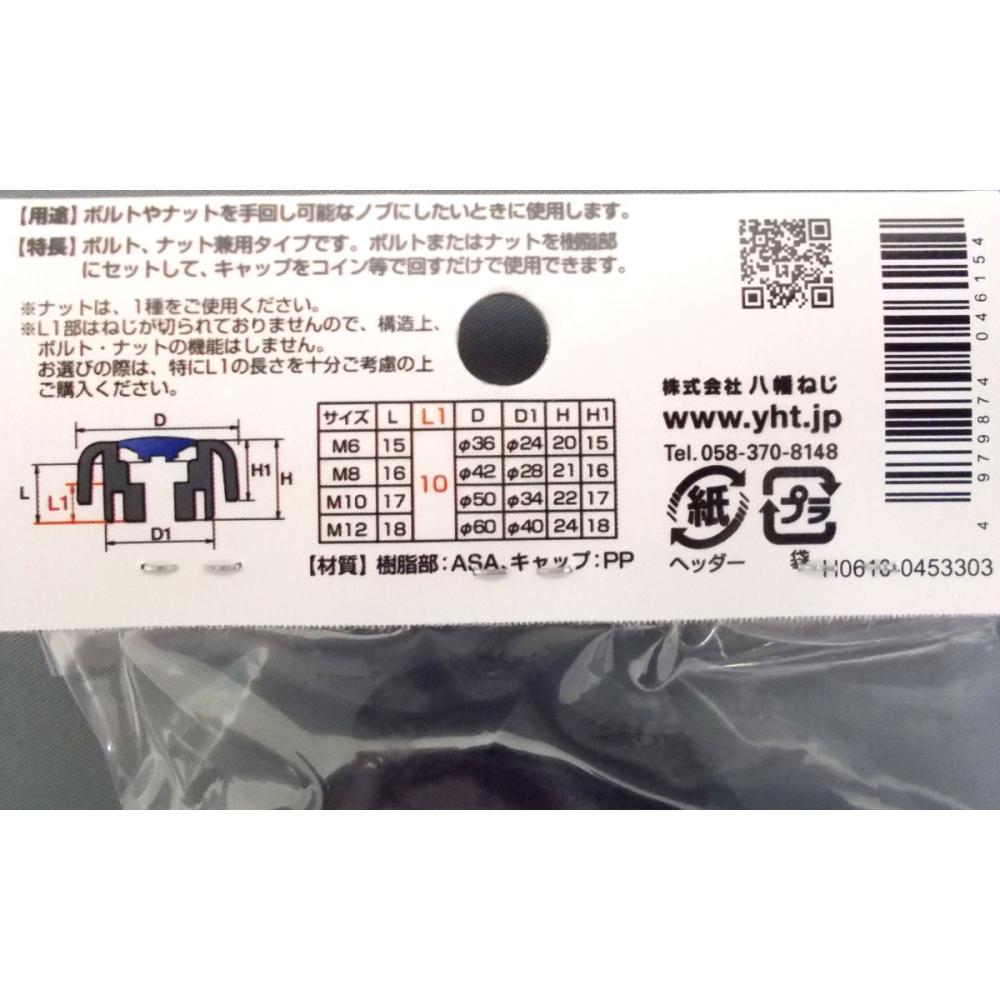 【用途】ボルトやナットを手回し可能なノブにしたいときに使用します。
【特長】ボルト、ナット兼用タイプです。ボルトまたはナットを樹脂部
にセットして、キャップをコイン等で回すだけで使用できます。
※ナットは、1種をご使用ください。
※L1部はねじが切られておりませんので、構造上、
ボルト・ナットの機能はしません。
お選びの際は、特にL1の長さを十分ご考慮の上
ご購入ください。
D
L
L1
H1
H
D1
サイズ L L1 D D1 H H1
M6 15 10 φ36 φ24 20 15
M8 16 φ42 φ28 21 16
M10 17 φ50 φ34 22 17
M12 18 φ60 φ40 24 18
【材質】樹脂部:ASA、キャップ:PP
株式会社 八幡ねじ
www.yht.jp
Tel.058-370-8148
紙
ヘッダー
プラ
袋
4 979874 046154